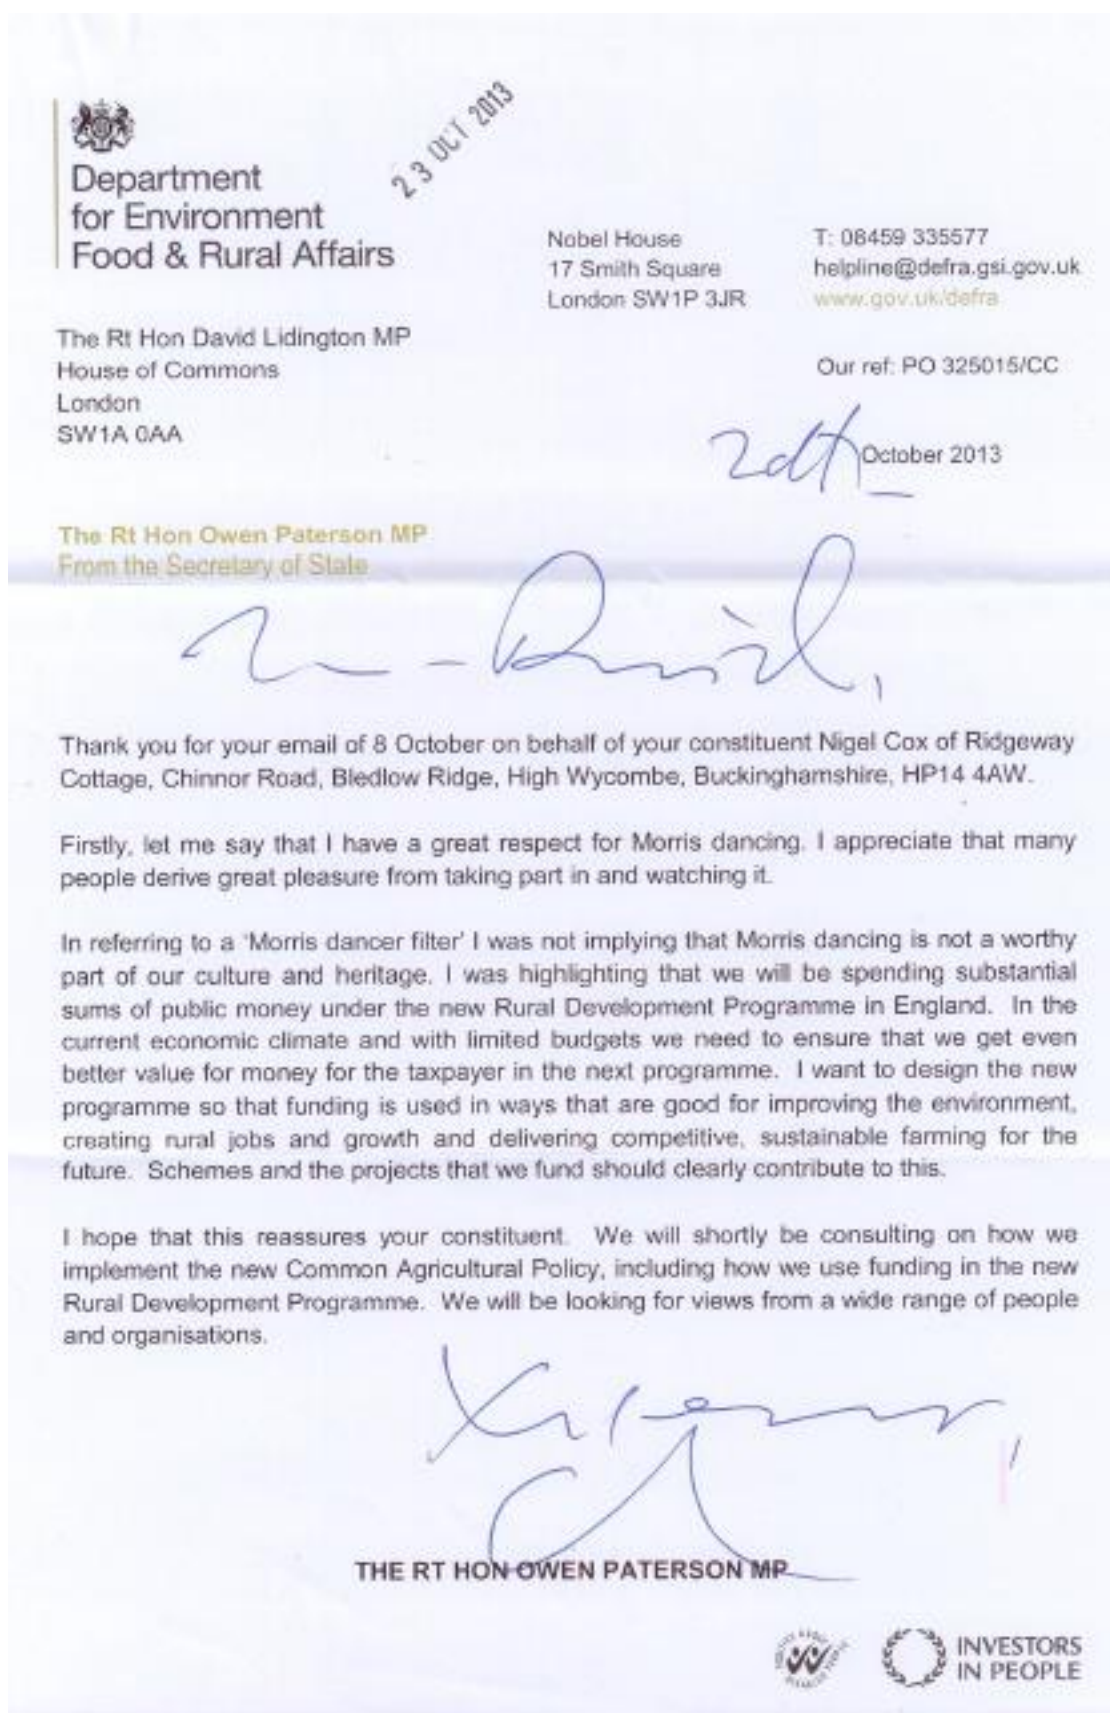 23 OCT 2013
Department
for Environment
Food & Rural Affairs
Nobel House
17 Smith Square
London SW1P 3JR
T: 08459 335577
helpline@defra.gsi.gov.uk
www.gov.uk/defra
The Rt Hon David Lidington MP
House of Commons
London
SW1A 0AA
Our ref: PO 325015/CC
October 2013
The Rt Hon Owen Paterson MP
From the Secretary of State
David,
Thank you for your email of 8 October on behalf of your constituent Nigel Cox of Ridgeway
Cottage, Chinnor Road, Bledlow Ridge, High Wycombe, Buckinghamshire, HP14 4AW.
Firstly, let me say that I have a great respect for Morris dancing. I appreciate that many
people derive great pleasure from taking part in and watching it.
In referring to a 'Morris dancer filter' I was not implying that Morris dancing is not a worthy
part of our culture and heritage. I was highlighting that we will be spending substantial
sums of public money under the new Rural Development Programme in England. In the
current economic climate and with limited budgets we need to ensure that we get even
better value for money for the taxpayer in the next programme. I want to design the new
programme so that funding is used in ways that are good for improving the environment,
creating rural jobs and growth and delivering competitive, sustainable farming for the
future. Schemes and the projects that we fund should clearly contribute to this.
I hope that this reassures your constituent. We will shortly be consulting on how we
implement the new Common Agricultural Policy, including how we use funding in the new
Rural Development Programme. We will be looking for views from a wide range of people
and organisations.
THE RT HON OWEN PATERSON MP
INVESTORS
IN PEOPLE